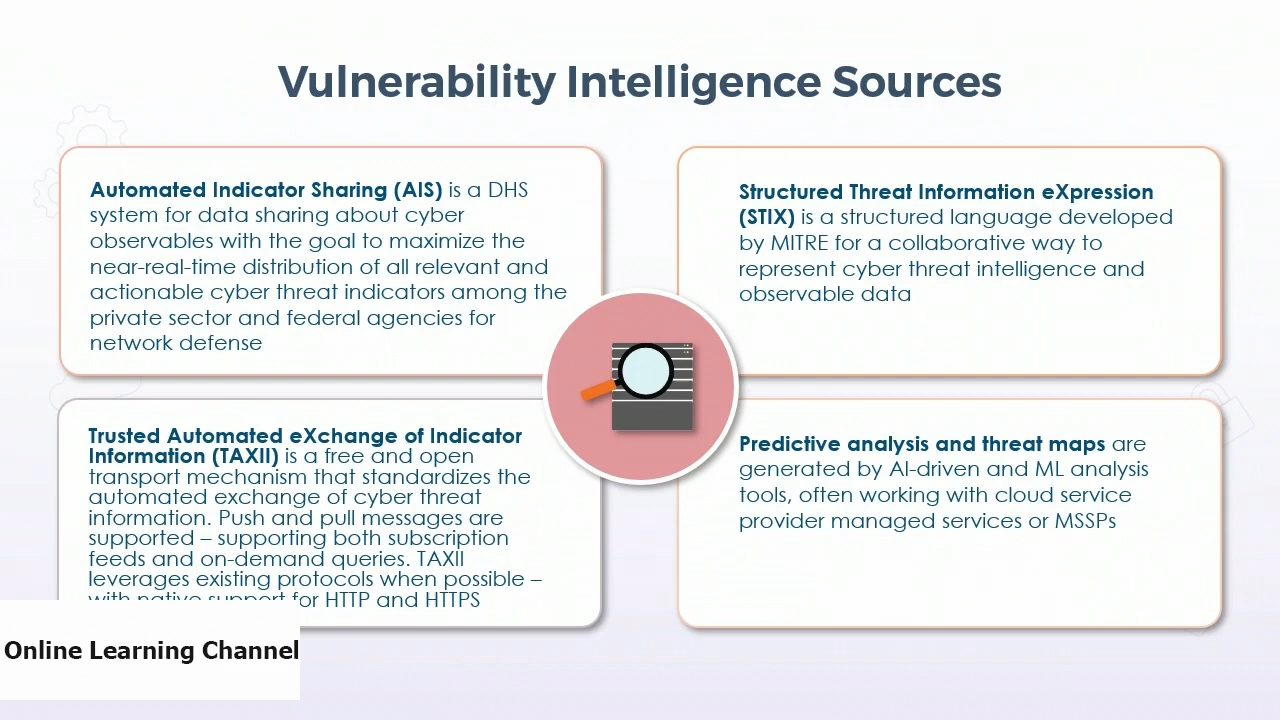 Vulnerability Intelligence Sources
Automated Indicator Sharing (AIS) is a DHS
system for data sharing about cyber
observables with the goal to maximize the
near-real-time distribution of all relevant and
actionable cyber threat indicators among the
private sector and federal agencies for
network defense
Structured Threat Information eXpression
(STIX) is a structured language developed
by MITRE for a collaborative way to
represent cyber threat intelligence and
observable data
Trusted Automated eXchange of Indicator
Information (TAXII) is a free and open
transport mechanism that standardizes the
automated exchange of cyber threat
information. Push and pull messages are
supported – supporting both subscription
feeds and on-demand queries. TAXII
leverages existing protocols when possible –
with native support for HTTP and HTTPS
Predictive analysis and threat maps are
generated by AI-driven and ML analysis
tools, often working with cloud service
provider managed services or MSSPs
Online Learning Channel